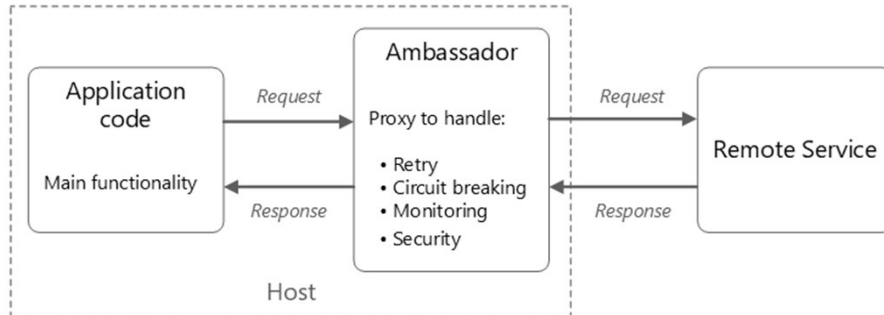 Application
code
Main functionality
Request
Response
Ambassador
Proxy to handle:
• Retry
• Circuit breaking
• Monitoring
• Security
Request
Response
Remote Service
Host